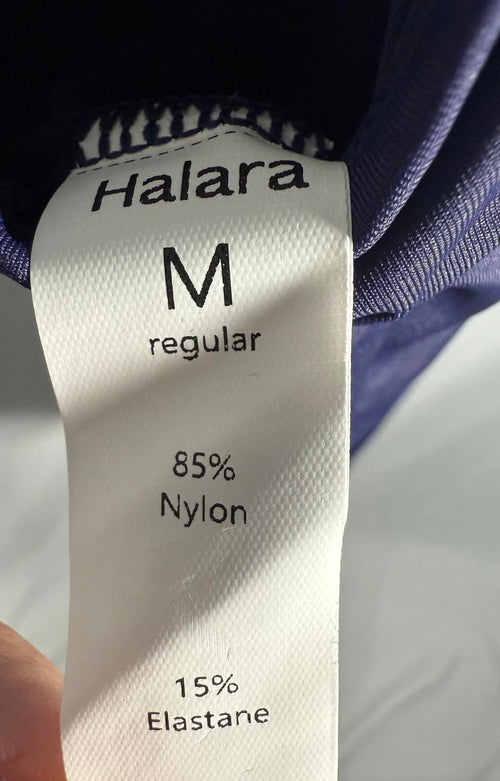 Halara
M
regular
85%
Nylon
15%
Elastane